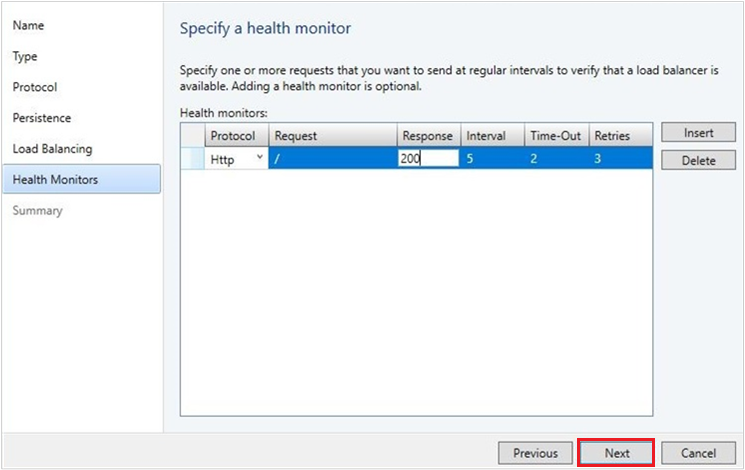 Name
Type
Protocol
Persistence
Load Balancing
Health Monitors
Summary
Specify a health monitor
Specify one or more requests that you want to send at regular intervals to verify that a load balancer is
available. Adding a health monitor is optional.
Health monitors:
Protocol Request Response Interval Time-Out Retries
Http / 200 5 2 3
Insert
Delete
Previous Next Cancel